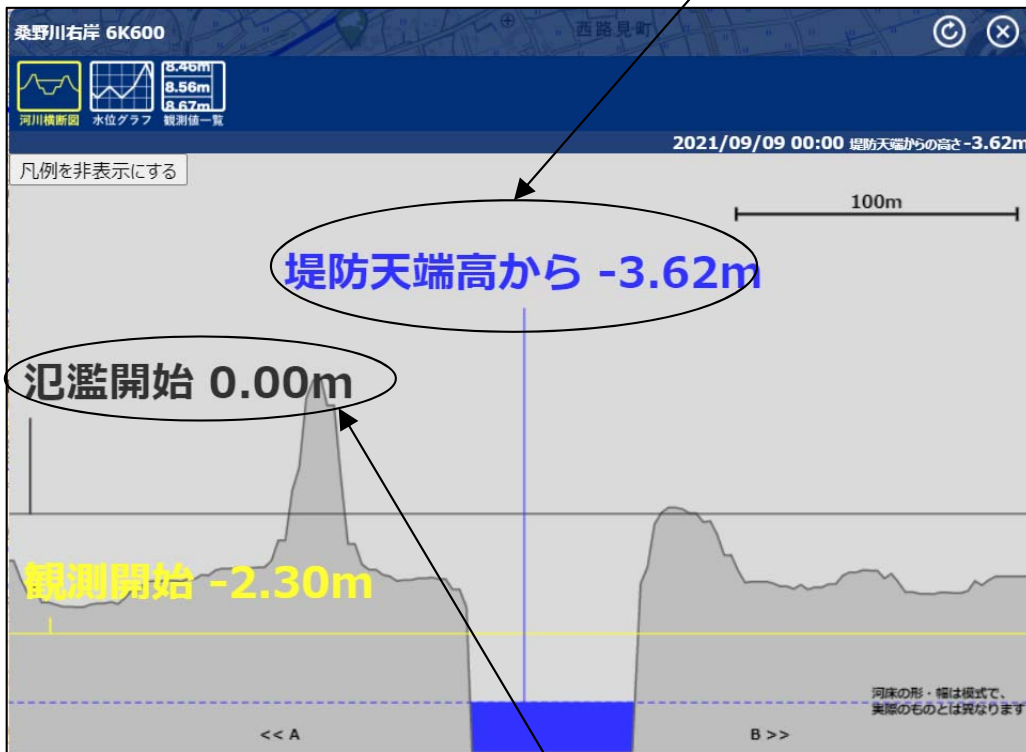 桑野川右岸 6K600
西路見町
8.46m
8.56m
8.67m
河川横断図 水位グラフ 観測値一覧
2021/09/09 00:00 堤防天端からの高さ-3.62m
凡例を非表示にする
100m
堤防天端高から -3.62m
氾濫開始 0.00m
観測開始 -2.30m
河床の形・幅は模式で、
実際のものとは異なります
<< A
B >>